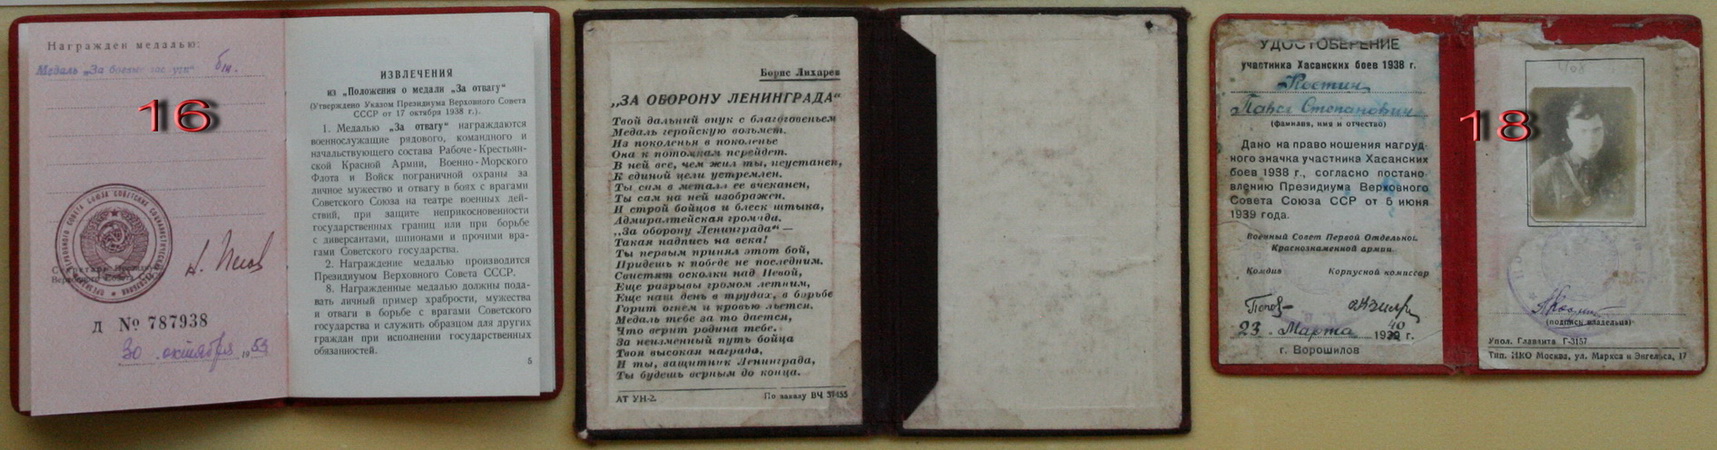 Награжден медалью:
Медаль „За боевые заслуги" бн.
16
Секретарь Президиума
Верховного Совета
Л № 787938
30 октября 1953
ИЗВЛЕЧЕНИЯ
из „Положения о медали „За отвагу"
(Утверждено Указом Президиума Верховного Совета
СССР от 17 октября 1938 г.).
1. Медалью „За отвагу" награждаются
военнослужащие рядового, командного и
начальствующего состава Рабоче-Крестьян-
ской Красной Армии, Военно-Морского
Флота и Войск пограничной охраны за
личное мужество и отвагу в боях с врагами
Советского Союза на театре военных дей-
ствий, при защите неприкосновенности
государственных границ или при борьбе
с диверсантами, шпионами и прочими вра-
гами Советского государства.
2. Награждение медалью производится
Президиумом Верховного Совета СССР.
8. Награжденные медалью должны пода-
вать личный пример храбрости, мужества
и отваги в борьбе с врагами Советского
государства и служить образцом для других
граждан при исполнении государственных
обязанностей.
5
Борис Лихарев
„ЗА ОБОРОНУ ЛЕНИНГРАДА"
Твой дальний внук с благоговеньем
Медаль геройскую возьмет.
Из поколенья в поколенье
Она к потомкам перейдет.
В ней все, чем жил ты, неустанен,
К единой цели устремлен.
Ты сам в металл ее вчеканен,
Ты сам на ней изображен.
И строй бойцов и блеск штыка,
Адмиралтейская громада.
„За оборону Ленинграда" —
Такая надпись на века!
Ты первым принял этот бой,
Придешь к победе не последним.
Свистят осколки над Невой,
Еще разрывы громом летним,
Еще наш день в трудах, в борьбе
Горит огнем и кровью льется.
Медаль тебе за то дается,
Что верит родина тебе.
За неизменный путь бойца
Твоя высокая награда,
И ты, защитник Ленинграда,
Ты будешь верным до конца.
АТ УН-2. По заказу ВЧ 37455
УДОСТОВЕРЕНИЕ
участника Хасанских боев 1938 г.
Костин
Павел Степанович
(фамилия, имя и отчество)
Дано на право ношения нагруд-
ного значка участника Хасанских
боев 1938 г., согласно постано-
влению Президиума Верховного
Совета Союза ССР от 5 июня
1939 года.
Военный Совет Первой Отдельной
Краснознаменной армии.
Комдив Корпусной комиссар
Попов
23 Марта 1940 г.
г. Ворошилов
18
(подпись владельца)
Упол. Главлита Г-3157
Тип. НКО Москва, ул. Маркса и Энгельса, 17